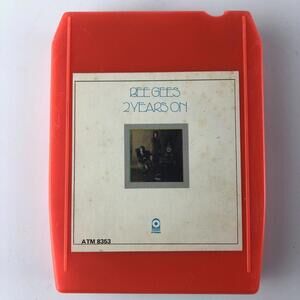 BEE GEES
2 YEARS ON
ATM 8353